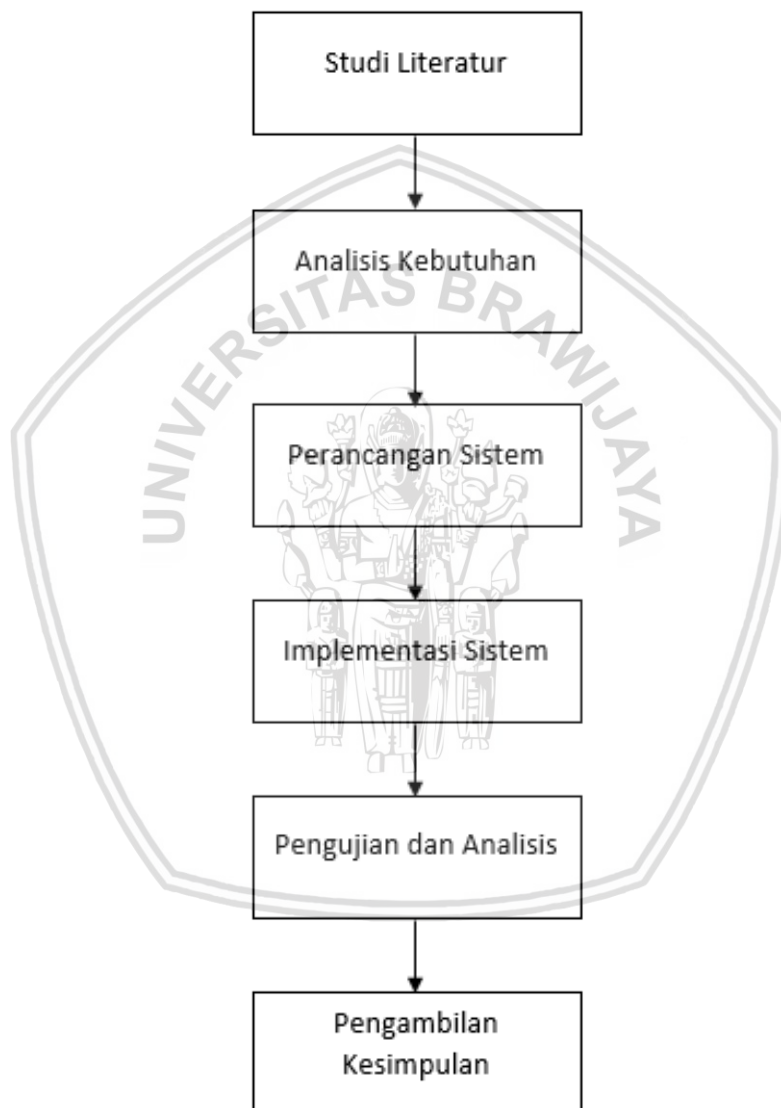 Studi Literatur
Analisis Kebutuhan
UNIVERSITAS BRAWIJAYA
Perancangan Sistem
Implementasi Sistem
Pengujian dan Analisis
Pengambilan
Kesimpulan